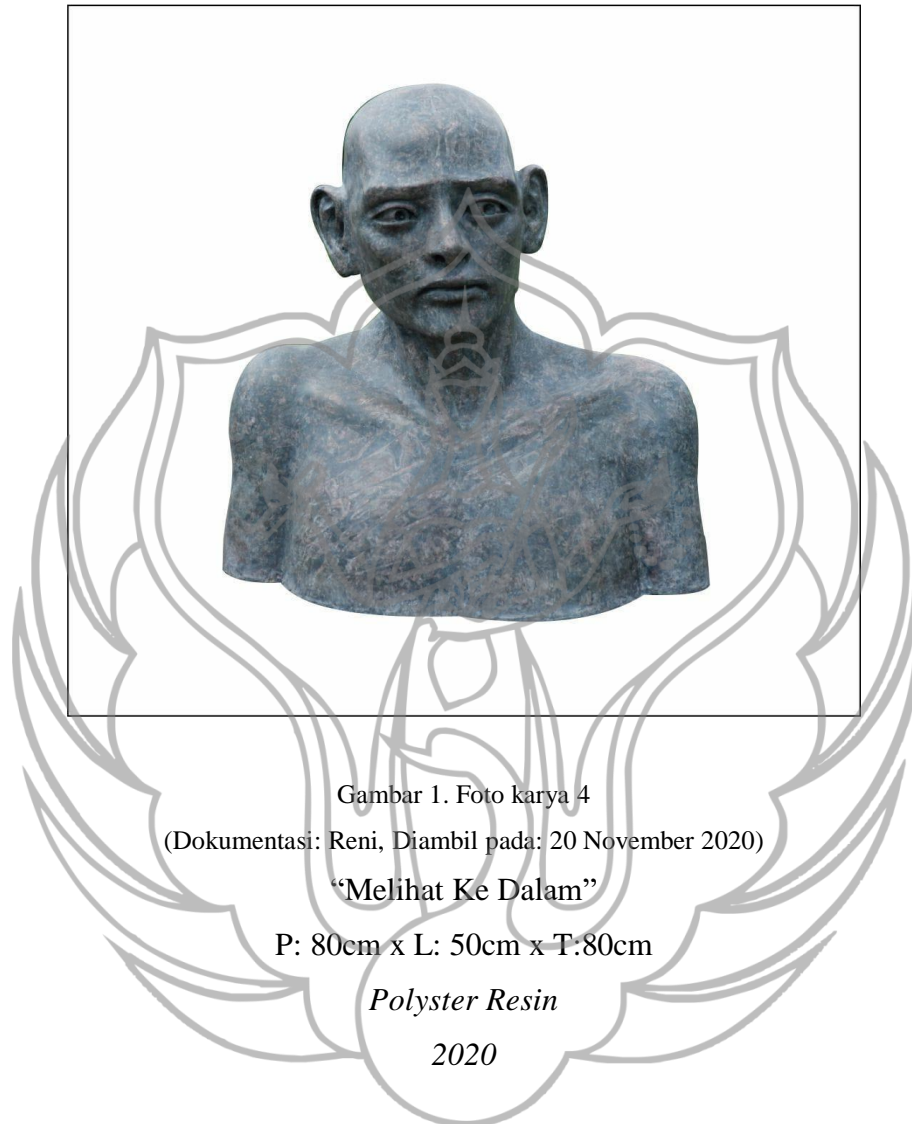 Gambar 1. Foto karya 4
(Dokumentasi: Reni, Diambil pada: 20 November 2020)
“Melihat Ke Dalam”
P: 80cm x L: 50cm x T:80cm
Polyster Resin
2020